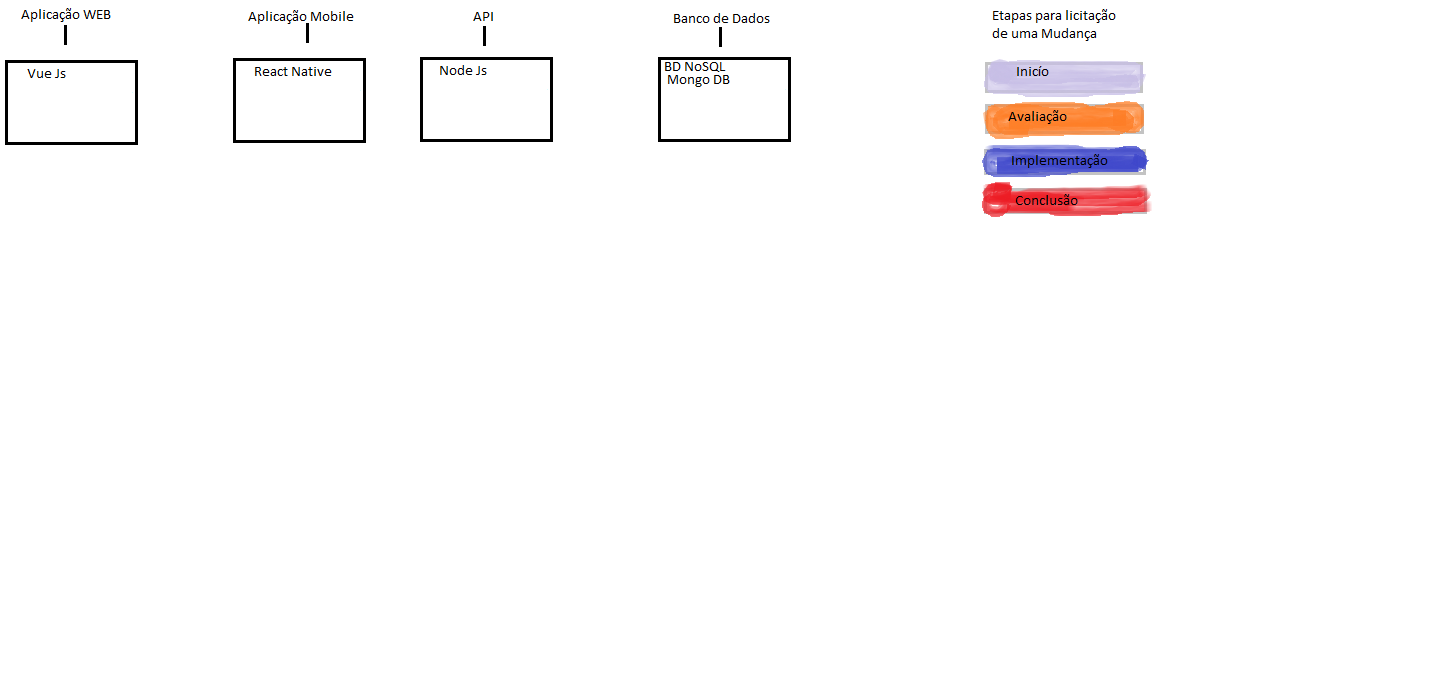 Aplicação WEB
Vue Js
Aplicação Mobile
React Native
API
Node Js
Banco de Dados
BD NoSQL
Mongo DB
Etapas para licitação
de uma Mudança
Inicío
Avaliação
Implementação
Conclusão